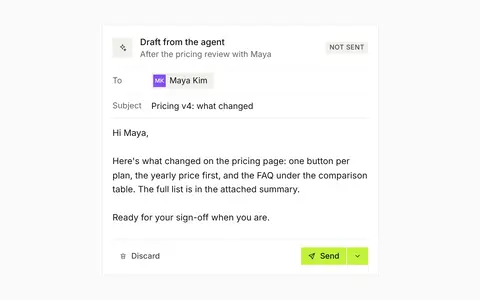 Draft from the agent
NOT SENT
After the pricing review with Maya
To
MK Maya Kim
Subject Pricing v4: what changed
Hi Maya,
Here's what changed on the pricing page: one button per
plan, the yearly price first, and the FAQ under the comparison
table. The full list is in the attached summary.
Ready for your sign-off when you are.
Discard
Send